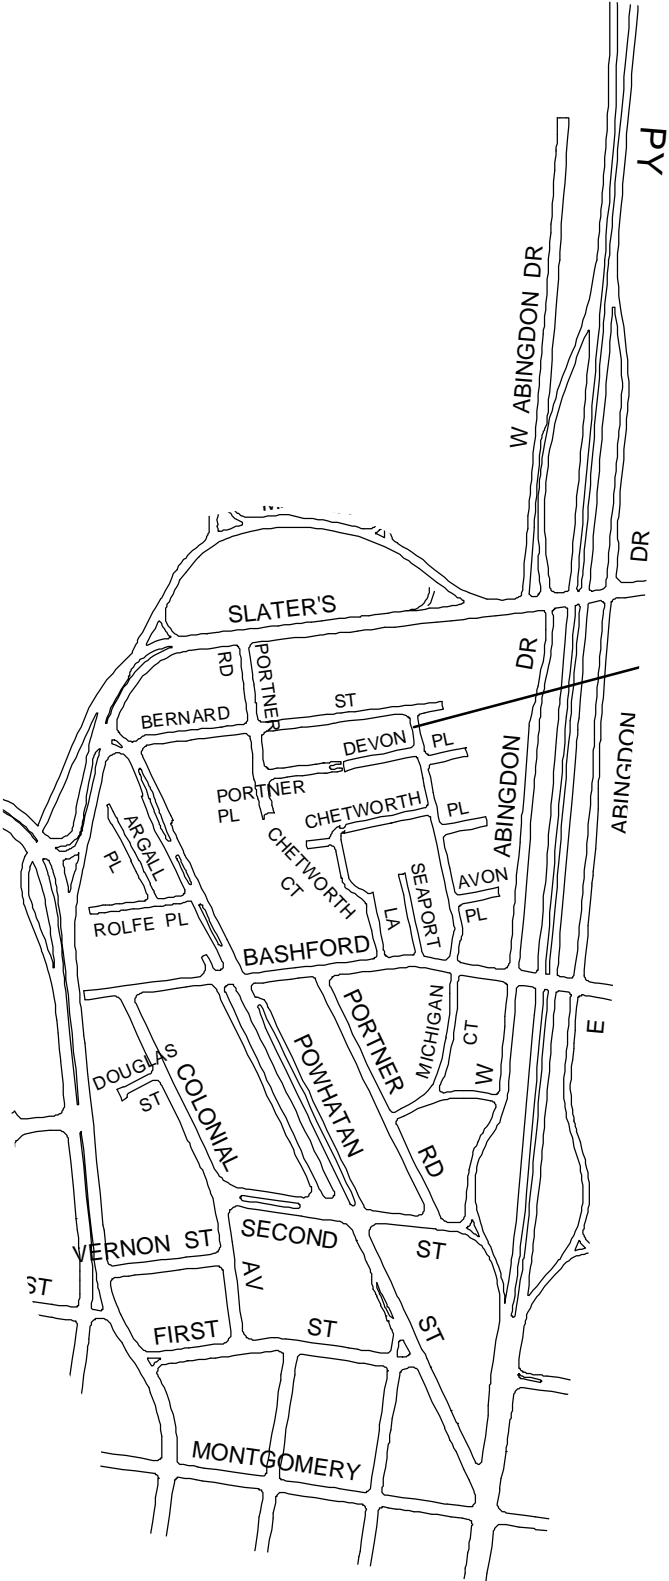 PY
W ABINGDON DR
DR
SLATER'S
RD
PORTNER
DR
BERNARD
ST
DEVON
PL
ABINGDON
ABINGDON
PORTNER
PL
CHETWORTH
PL
ARGALL
PL
CHETWORTH
CT
SEAPORT
LA
AVON
PL
ROLFE PL
BASHFORD
PORTNER
RD
MICHIGAN
CT
W
E
POWHATAN
DOUGLAS
ST
COLONIAL
VERNON ST
SECOND
ST
AV
ST
ST
FIRST
ST
MONTGOMERY